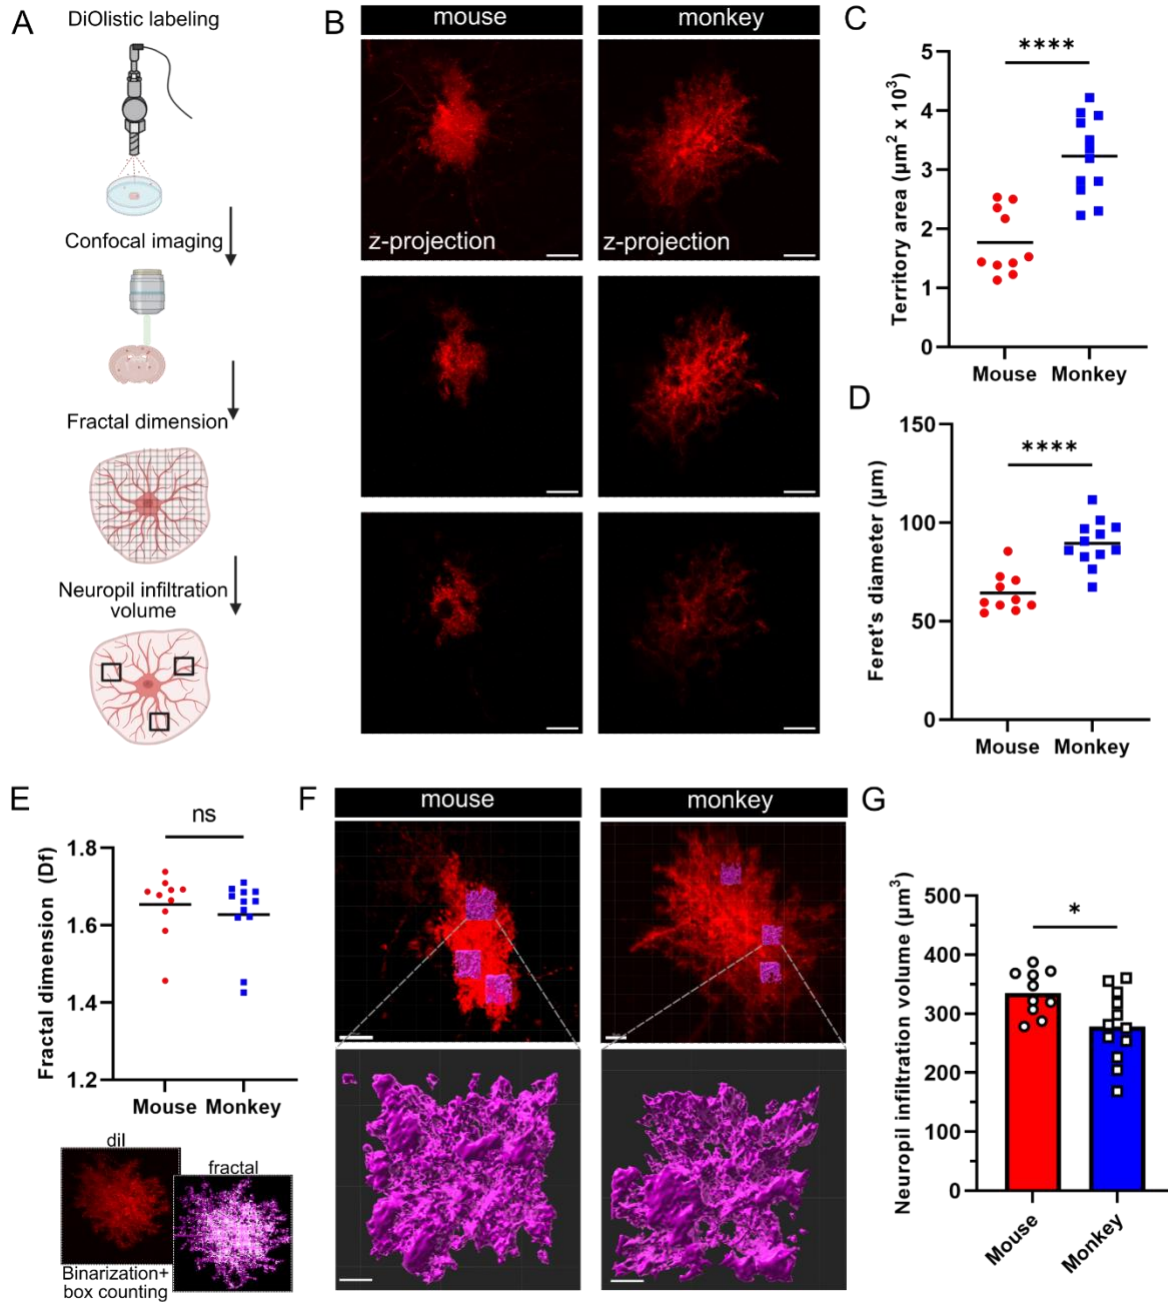 A
DiOlistic labeling
Confocal imaging
Fractal dimension
Neuropil infiltration
volume
B
mouse
monkey
z-projection
z-projection
C
5
4
3
2
1
0
Territory area (µm² x 10³)
****
Mouse
Monkey
D
150
100
50
0
Feret's diameter (µm)
****
Mouse
Monkey
E
ns
1.8
1.6
1.4
1.2
Fractal dimension (Df)
Mouse
Monkey
diI
fractal
Binarization+
box counting
F
mouse
monkey
G
500
400
300
200
100
0
Neuropil infiltration volume (µm³)
*
Mouse
Monkey